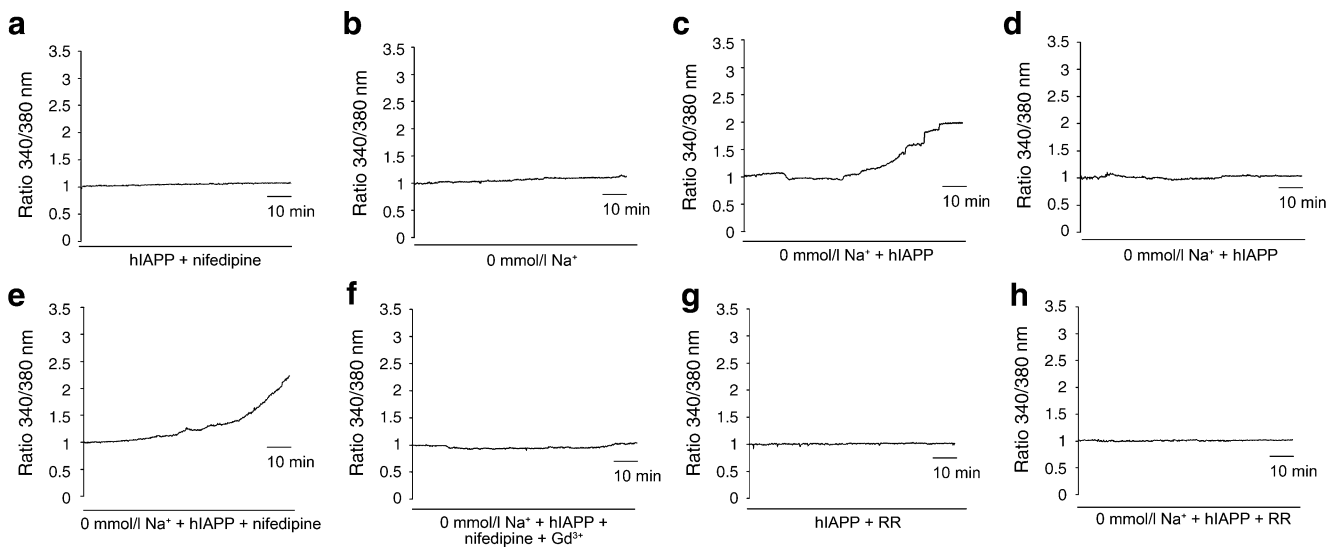 a
Ratio 340/380 nm
3.5
3
2.5
2
1.5
1
0.5
0
10 min
hIAPP + nifedipine
b
Ratio 340/380 nm
3.5
3
2.5
2
1.5
1
0.5
0
10 min
0 mmol/l Na⁺
c
Ratio 340/380 nm
3.5
3
2.5
2
1.5
1
0.5
0
10 min
0 mmol/l Na⁺ + hIAPP
d
Ratio 340/380 nm
3.5
3
2.5
2
1.5
1
0.5
0
10 min
0 mmol/l Na⁺ + hIAPP
e
Ratio 340/380 nm
3.5
3
2.5
2
1.5
1
0.5
0
10 min
0 mmol/l Na⁺ + hIAPP + nifedipine
f
Ratio 340/380 nm
3.5
3
2.5
2
1.5
1
0.5
0
10 min
0 mmol/l Na⁺ + hIAPP +
nifedipine + Gd³⁺
g
Ratio 340/380 nm
3.5
3
2.5
2
1.5
1
0.5
0
10 min
hIAPP + RR
h
Ratio 340/380 nm
3.5
3
2.5
2
1.5
1
0.5
0
10 min
0 mmol/l Na⁺ + hIAPP + RR